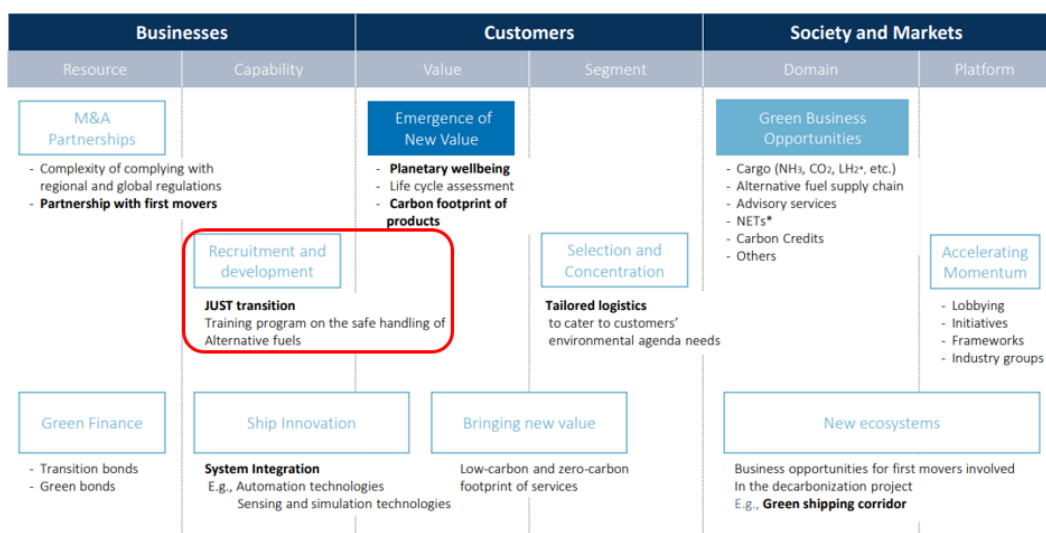 Businesses
Customers
Society and Markets
Resource
Capability
Value
Segment
Domain
Platform
M&A
Partnerships
- Complexity of complying with
regional and global regulations
- Partnership with first movers
Emergence of
New Value
- Planetary wellbeing
- Life cycle assessment
- Carbon footprint of
products
Green Business
Opportunities
- Cargo (NH₃, CO₂, LH₂*, etc.)
- Alternative fuel supply chain
- Advisory services
- NETs*
- Carbon Credits
- Others
Recruitment and
development
JUST transition
Training program on the safe handling of
Alternative fuels
Selection and
Concentration
Tailored logistics
to cater to customers'
environmental agenda needs
Accelerating
Momentum
- Lobbying
- Initiatives
- Frameworks
- Industry groups
Green Finance
- Transition bonds
- Green bonds
Ship Innovation
System Integration
E.g., Automation technologies
Sensing and simulation technologies
Bringing new value
Low-carbon and zero-carbon
footprint of services
New ecosystems
Business opportunities for first movers involved
In the decarbonization project
E.g., Green shipping corridor